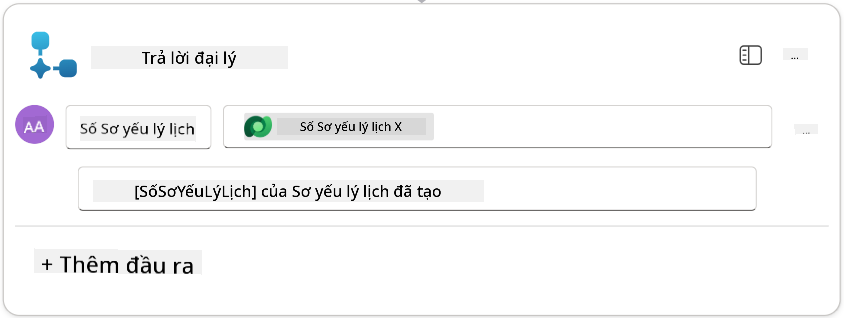 Trả lời đại lý
...
AA
Số Sơ yếu lý lịch
Số Sơ yếu lý lịch X
...
[SốSơYếuLýLịch] của Sơ yếu lý lịch đã tạo
+ Thêm đầu ra